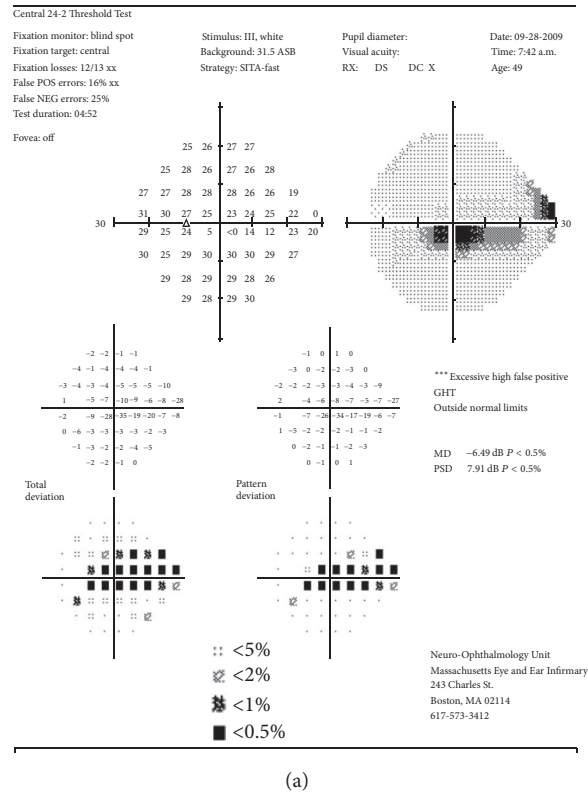 Central 24-2 Threshold Test
Fixation monitor: blind spot
Fixation target: central
Fixation losses: 12/13 xx
False POS errors: 16% xx
False NEG errors: 25%
Test duration: 04:52
Fovea: off
Stimulus: III, white
Background: 31.5 ASB
Strategy: SITA-fast
Pupil diameter:
Visual acuity:
RX: DS DC X
Date: 09-28-2009
Time: 7:42 a.m.
Age: 49
25 26 27 27
25 28 26 26 26 28
27 27 28 28 28 26 26 19
31 30 27 25 23 24 25 22 0
30 30
29 25 24 5 <0 14 12 23 20
30 25 29 30 30 30 29 27
29 28 29 29 28 26
29 28 29 30
−2 −2 −1 −1
−4 −1 −4 −4 −4 −1
−3 −4 −3 −4 −5 −5 −5 −10
1 −5 −7 −10 −9 −6 −8 −28
−2 −9 −28 −35 −19 −20 −7 −8
0 −6 −3 −3 −3 −2 −3
−1 −3 −2 −2 −4 −5
−2 −2 −1 0
Total
deviation
−1 0 1 0
−3 0 −2 −2 −3 0
−2 −2 −2 −3 −4 −3 −9
2 −4 −6 −8 −7 −5 −7 −27
−1 −7 −26 −34 −17 −19 −6 −7
1 −5 −2 −2 −2 −1 −1 −2
0 −2 −1 −1 −2 −3
0 −1 0 1
Pattern
deviation
***Excessive high false positive
GHT
Outside normal limits
MD −6.49 dB P < 0.5%
PSD 7.91 dB P < 0.5%
<5%
<2%
<1%
<0.5%
Neuro-Ophthalmology Unit
Massachusetts Eye and Ear Infirmary
243 Charles St.
Boston, MA 02114
617-573-3412
(a)